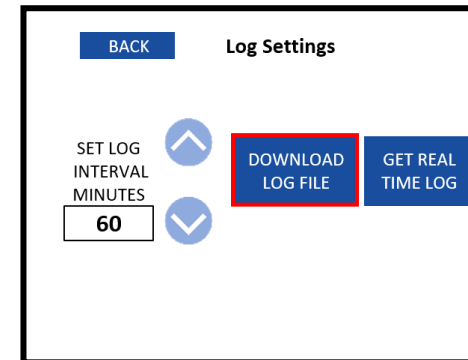 BACK
Log Settings
SET LOG
INTERVAL
MINUTES
60
DOWNLOAD
LOG FILE
GET REAL
TIME LOG